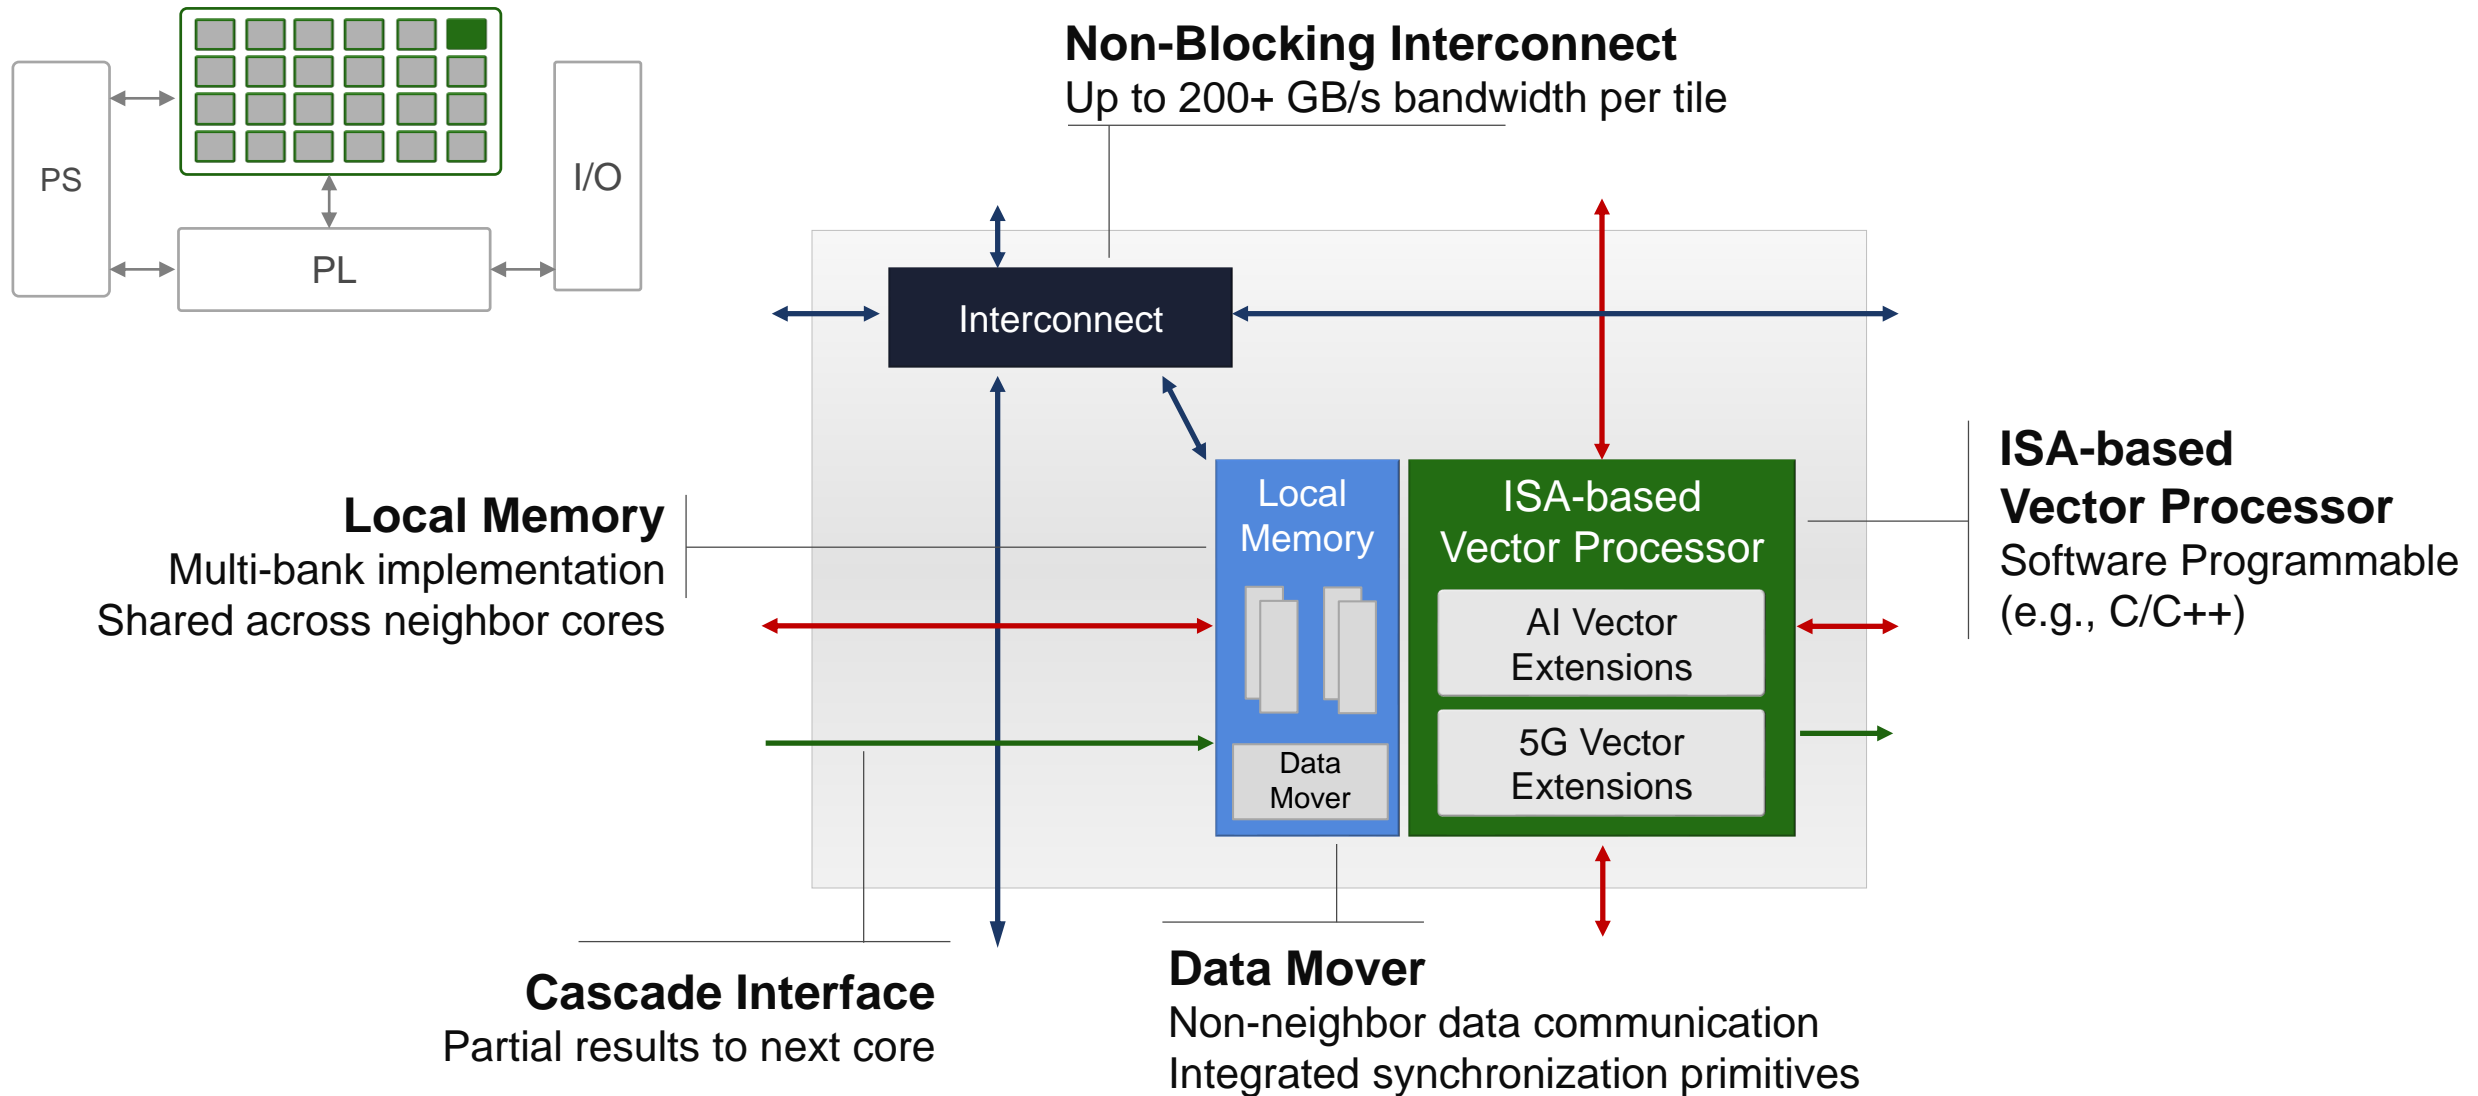 PS
PL
I/O
Non-Blocking Interconnect
Up to 200+ GB/s bandwidth per tile
Interconnect
Local Memory
Multi-bank implementation
Shared across neighbor cores
Local
Memory
Data
Mover
ISA-based
Vector Processor
AI Vector
Extensions
5G Vector
Extensions
ISA-based
Vector Processor
Software Programmable
(e.g., C/C++)
Cascade Interface
Partial results to next core
Data Mover
Non-neighbor data communication
Integrated synchronization primitives